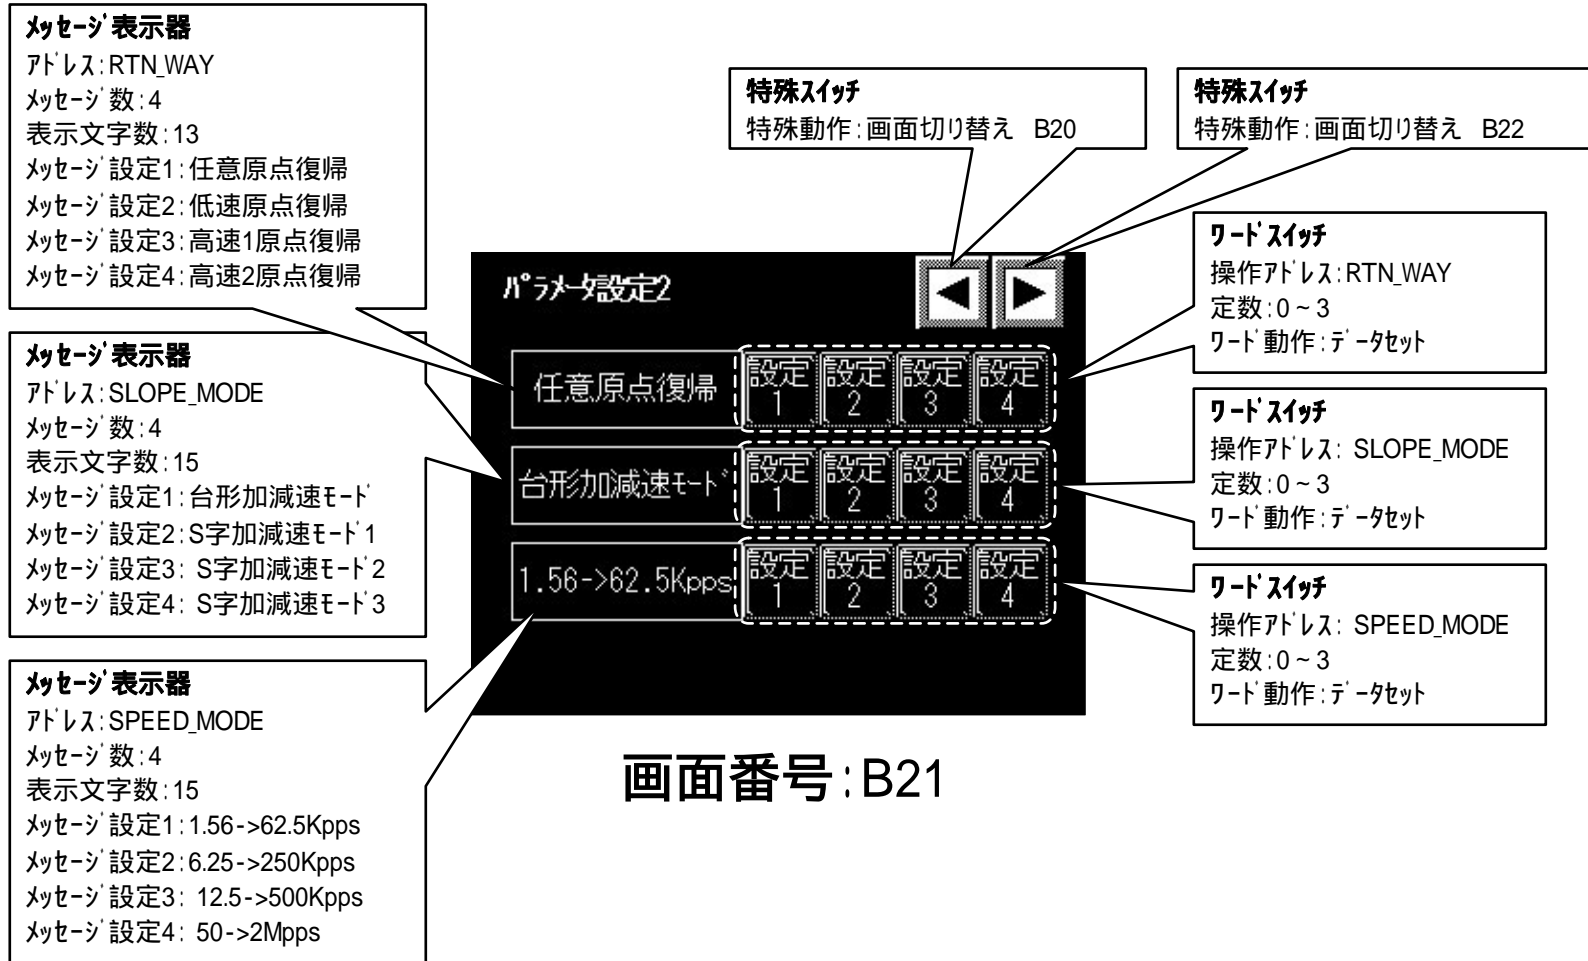 ﾒｯｾｰｼﾞ表示器
ｱﾄﾞﾚｽ:RTN_WAY
ﾒｯｾｰｼﾞ数:4
表示文字数:13
ﾒｯｾｰｼﾞ設定1:任意原点復帰
ﾒｯｾｰｼﾞ設定2:低速原点復帰
ﾒｯｾｰｼﾞ設定3:高速1原点復帰
ﾒｯｾｰｼﾞ設定4:高速2原点復帰
ﾒｯｾｰｼﾞ表示器
ｱﾄﾞﾚｽ:SLOPE_MODE
ﾒｯｾｰｼﾞ数:4
表示文字数:15
ﾒｯｾｰｼﾞ設定1:台形加減速ﾓｰﾄﾞ
ﾒｯｾｰｼﾞ設定2:S字加減速ﾓｰﾄﾞ1
ﾒｯｾｰｼﾞ設定3: S字加減速ﾓｰﾄﾞ2
ﾒｯｾｰｼﾞ設定4: S字加減速ﾓｰﾄﾞ3
ﾒｯｾｰｼﾞ表示器
ｱﾄﾞﾚｽ:SPEED_MODE
ﾒｯｾｰｼﾞ数:4
表示文字数:15
ﾒｯｾｰｼﾞ設定1:1.56->62.5Kpps
ﾒｯｾｰｼﾞ設定2:6.25->250Kpps
ﾒｯｾｰｼﾞ設定3: 12.5->500Kpps
ﾒｯｾｰｼﾞ設定4: 50->2Mpps
特殊ｽｲｯﾁ
特殊動作:画面切り替え B20
特殊ｽｲｯﾁ
特殊動作:画面切り替え B22
ﾊﾟﾗﾒｰﾀ設定2
任意原点復帰 設定1 設定2 設定3 設定4
台形加減速ﾓｰﾄﾞ 設定1 設定2 設定3 設定4
1.56->62.5Kpps 設定1 設定2 設定3 設定4
画面番号:B21
ﾜｰﾄﾞｽｲｯﾁ
操作ｱﾄﾞﾚｽ:RTN_WAY
定数:0~3
ﾜｰﾄﾞ動作:ﾃﾞｰﾀｾｯﾄ
ﾜｰﾄﾞｽｲｯﾁ
操作ｱﾄﾞﾚｽ: SLOPE_MODE
定数:0~3
ﾜｰﾄﾞ動作:ﾃﾞｰﾀｾｯﾄ
ﾜｰﾄﾞｽｲｯﾁ
操作ｱﾄﾞﾚｽ: SPEED_MODE
定数:0~3
ﾜｰﾄﾞ動作:ﾃﾞｰﾀｾｯﾄ